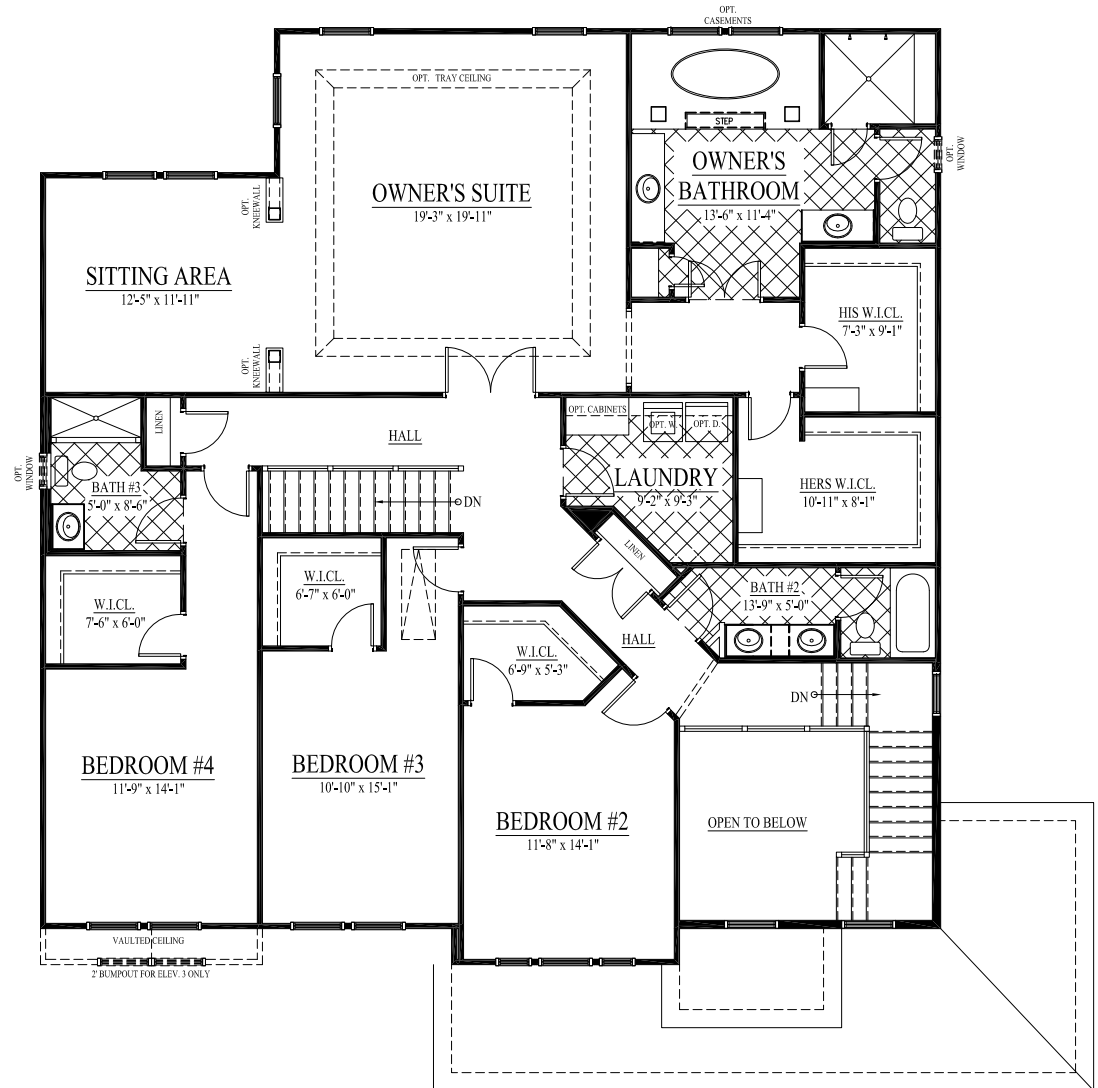 OPT.
CASEMENTS
OPT. TRAY CEILING
STEP
OWNER'S
BATHROOM
13'-6" x 11'-4"
OPT.
WINDOW
OWNER'S SUITE
19'-3" x 19'-11"
OPT.
KNEEWALL
SITTING AREA
12'-5" x 11'-11"
HIS W.I.CL.
7'-3" x 9'-1"
OPT.
KNEEWALL
OPT. CABINETS
OPT. W.
OPT. D.
LINEN
HALL
OPT.
WINDOW
BATH #3
5'-0" x 8'-6"
DN
LAUNDRY
9'-2" x 9'-3"
HERS W.I.CL.
10'-11" x 8'-1"
LINEN
W.I.CL.
7'-6" x 6'-0"
W.I.CL.
6'-7" x 6'-0"
BATH #2
13'-9" x 5'-0"
HALL
W.I.CL.
6'-9" x 5'-3"
DN
BEDROOM #4
11'-9" x 14'-1"
BEDROOM #3
10'-10" x 15'-1"
BEDROOM #2
11'-8" x 14'-1"
OPEN TO BELOW
VAULTED CEILING
2' BUMPOUT FOR ELEV. 3 ONLY